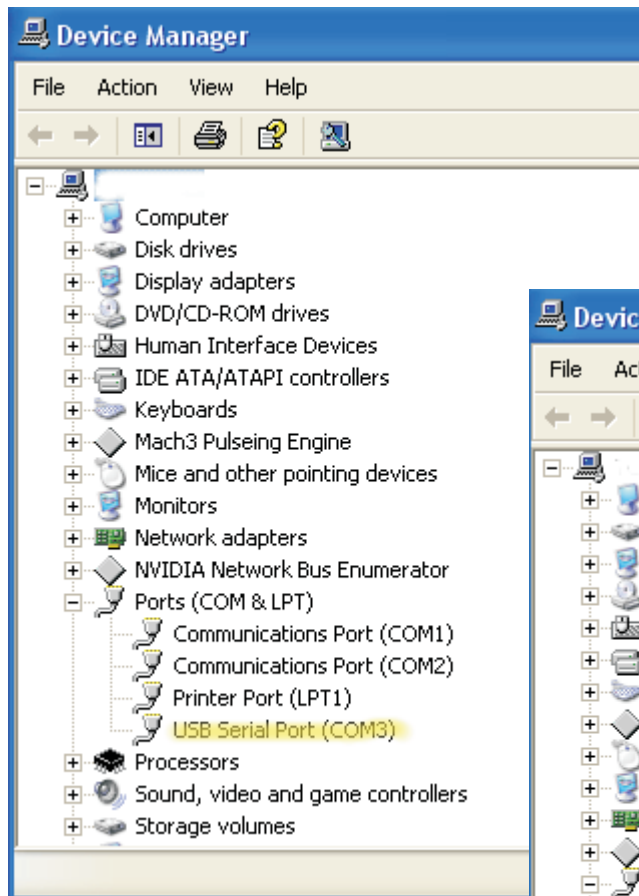 Device Manager
File Action View Help
Computer
Disk drives
Display adapters
DVD/CD-ROM drives
Human Interface Devices
IDE ATA/ATAPI controllers
Keyboards
Mach3 Pulseing Engine
Mice and other pointing devices
Monitors
Network adapters
NVIDIA Network Bus Enumerator
Ports (COM & LPT)
Communications Port (COM1)
Communications Port (COM2)
Printer Port (LPT1)
USB Serial Port (COM3)
Processors
Sound, video and game controllers
Storage volumes
Devic
File Ac